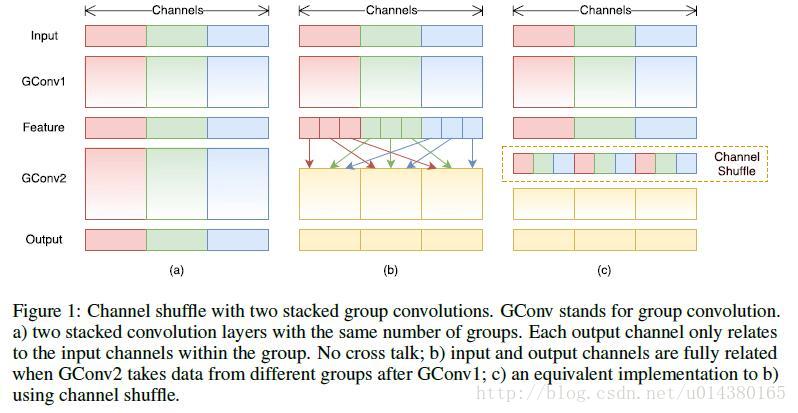 Channels Channels Channels
Input
GConv1
Feature
Channel
Shuffle
GConv2
Output
(a) (b) (c)
Figure 1: Channel shuffle with two stacked group convolutions. GConv stands for group convolution.
a) two stacked convolution layers with the same number of groups. Each output channel only relates
to the input channels within the group. No cross talk; b) input and output channels are fully related
when GConv2 takes data from different groups after GConv1; c) an equivalent implementation to b)
using channel shuffle.
http://blog.csdn.net/u014380165